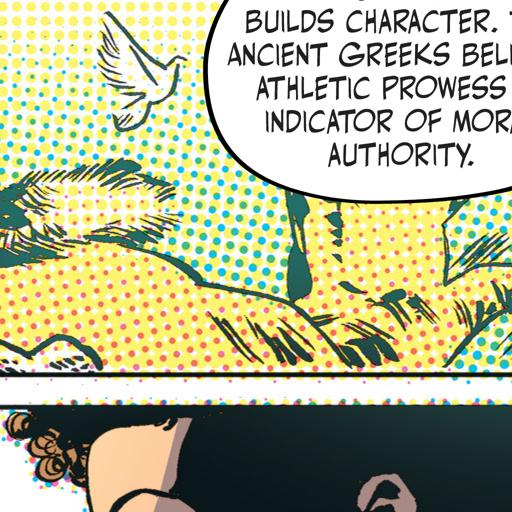 BUILDS CHARACTER.
ANCIENT GREEKS
ATHLETIC PROWESS
INDICATOR OF
AUTHORITY.